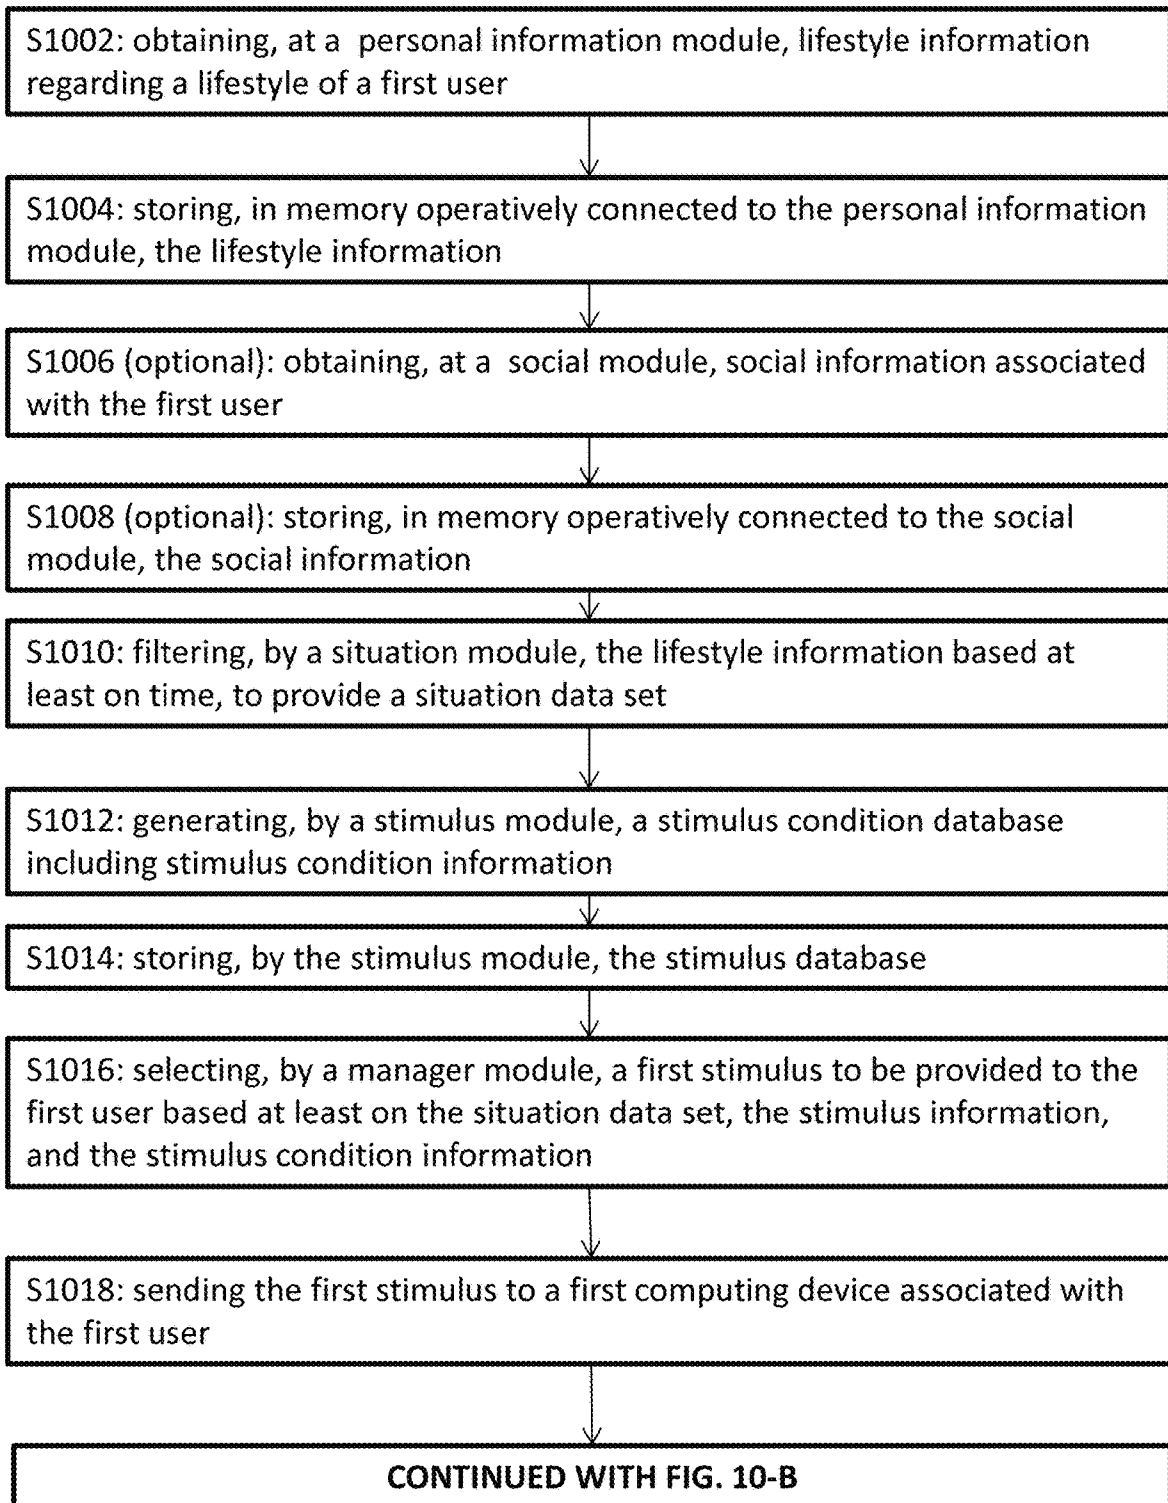 S1002: obtaining, at a personal information module, lifestyle information
regarding a lifestyle of a first user
S1004: storing, in memory operatively connected to the personal information
module, the lifestyle information
S1006 (optional): obtaining, at a social module, social information associated
with the first user
S1008 (optional): storing, in memory operatively connected to the social
module, the social information
S1010: filtering, by a situation module, the lifestyle information based at
least on time, to provide a situation data set
S1012: generating, by a stimulus module, a stimulus condition database
including stimulus condition information
S1014: storing, by the stimulus module, the stimulus database
S1016: selecting, by a manager module, a first stimulus to be provided to the
first user based at least on the situation data set, the stimulus information,
and the stimulus condition information
S1018: sending the first stimulus to a first computing device associated with
the first user
CONTINUED WITH FIG. 10-B